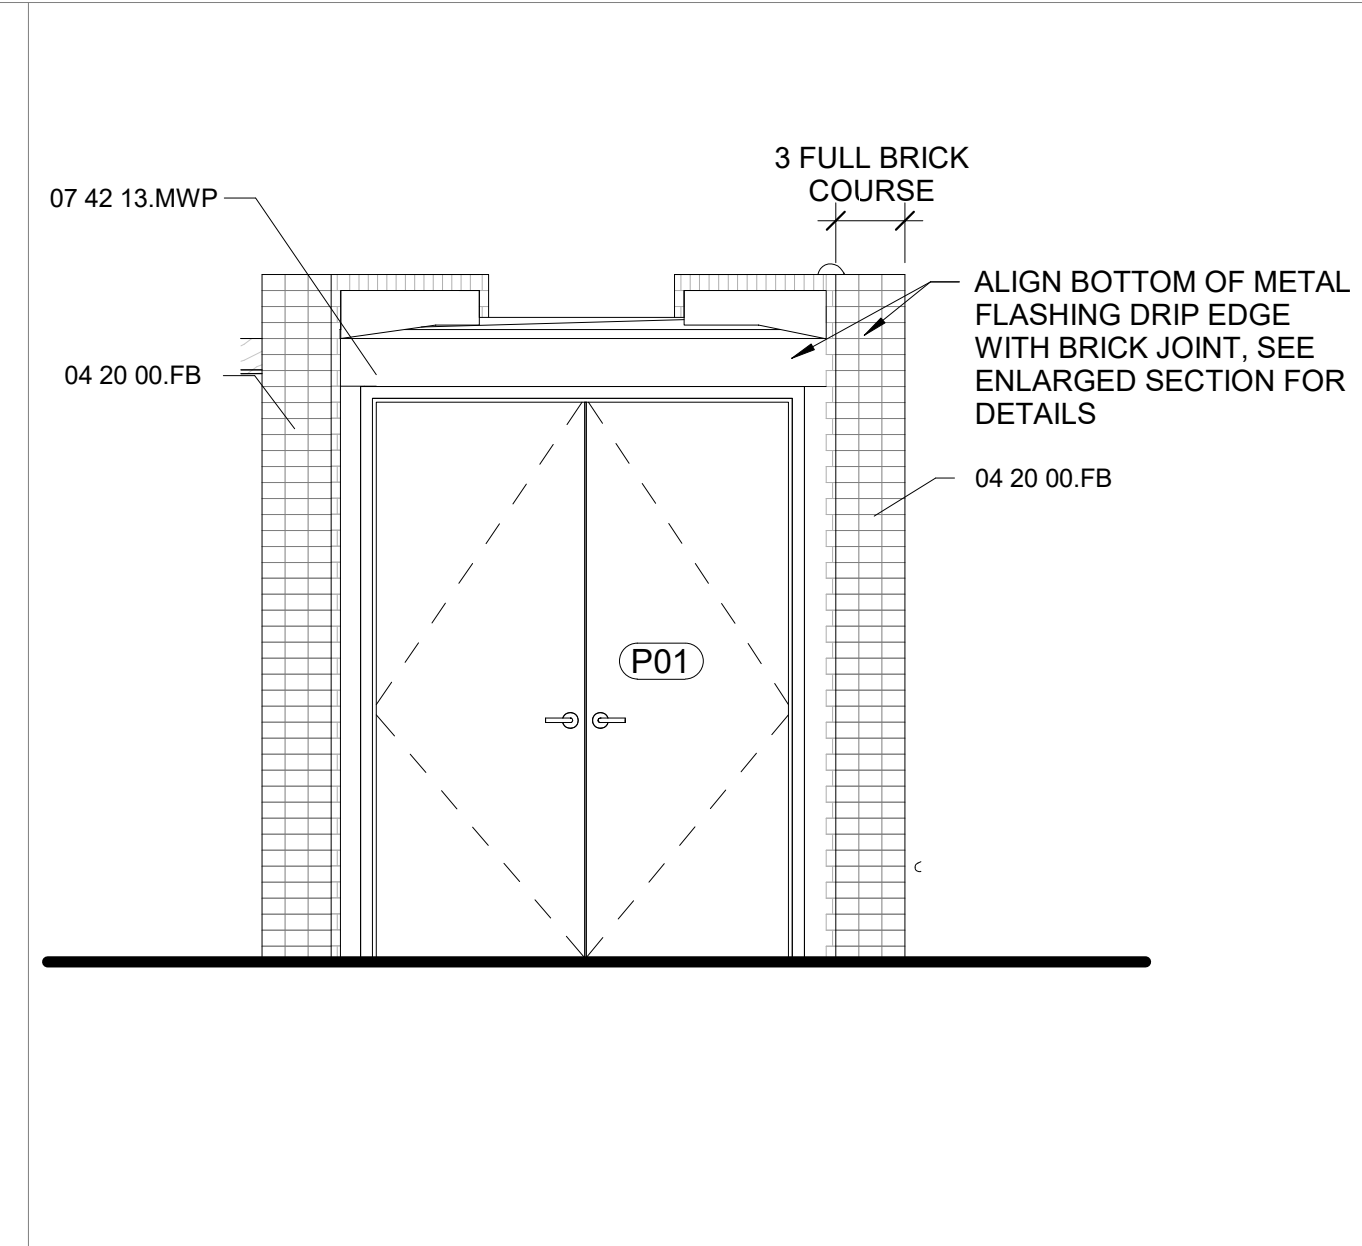 3 FULL BRICK
COURSE
07 42 13.MWP
ALIGN BOTTOM OF METAL
FLASHING DRIP EDGE
WITH BRICK JOINT, SEE
ENLARGED SECTION FOR
DETAILS
04 20 00.FB
04 20 00.FB
P01